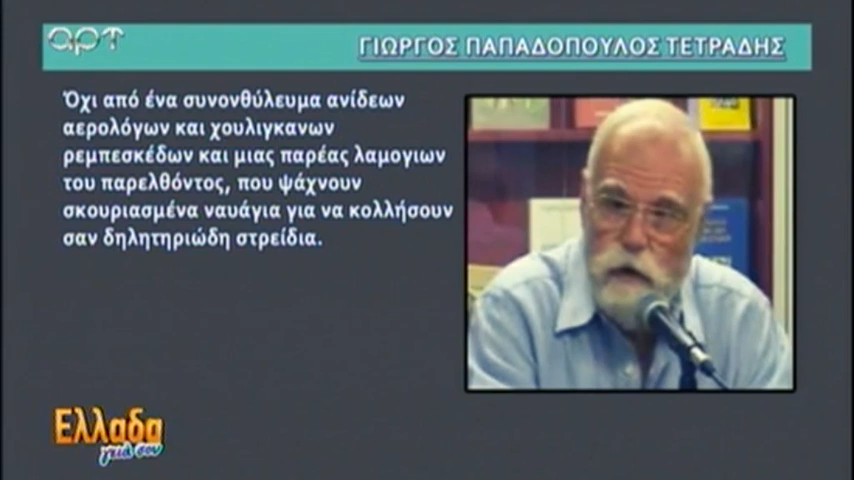 αρτ
ΓΙΩΡΓΟΣ ΠΑΠΑΔΟΠΟΥΛΟΣ ΤΕΤΡΑΔΗΣ
Όχι από ένα συνονθύλευμα ανίδεων
αερολόγων και χουλιγκανων
ρεμπεσκέδων και μιας παρέας λαμογιων
του παρελθόντος, που ψάχνουν
σκουριασμένα ναυάγια για να κολλήσουν
σαν δηλητηριώδη στρείδια.
Ελλαδα
γεια σου